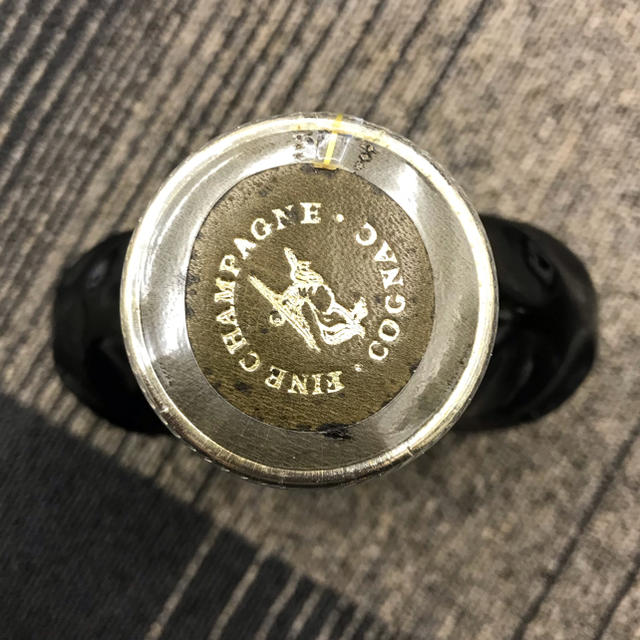 FINE CHAMPAGNE · COGNAC ·